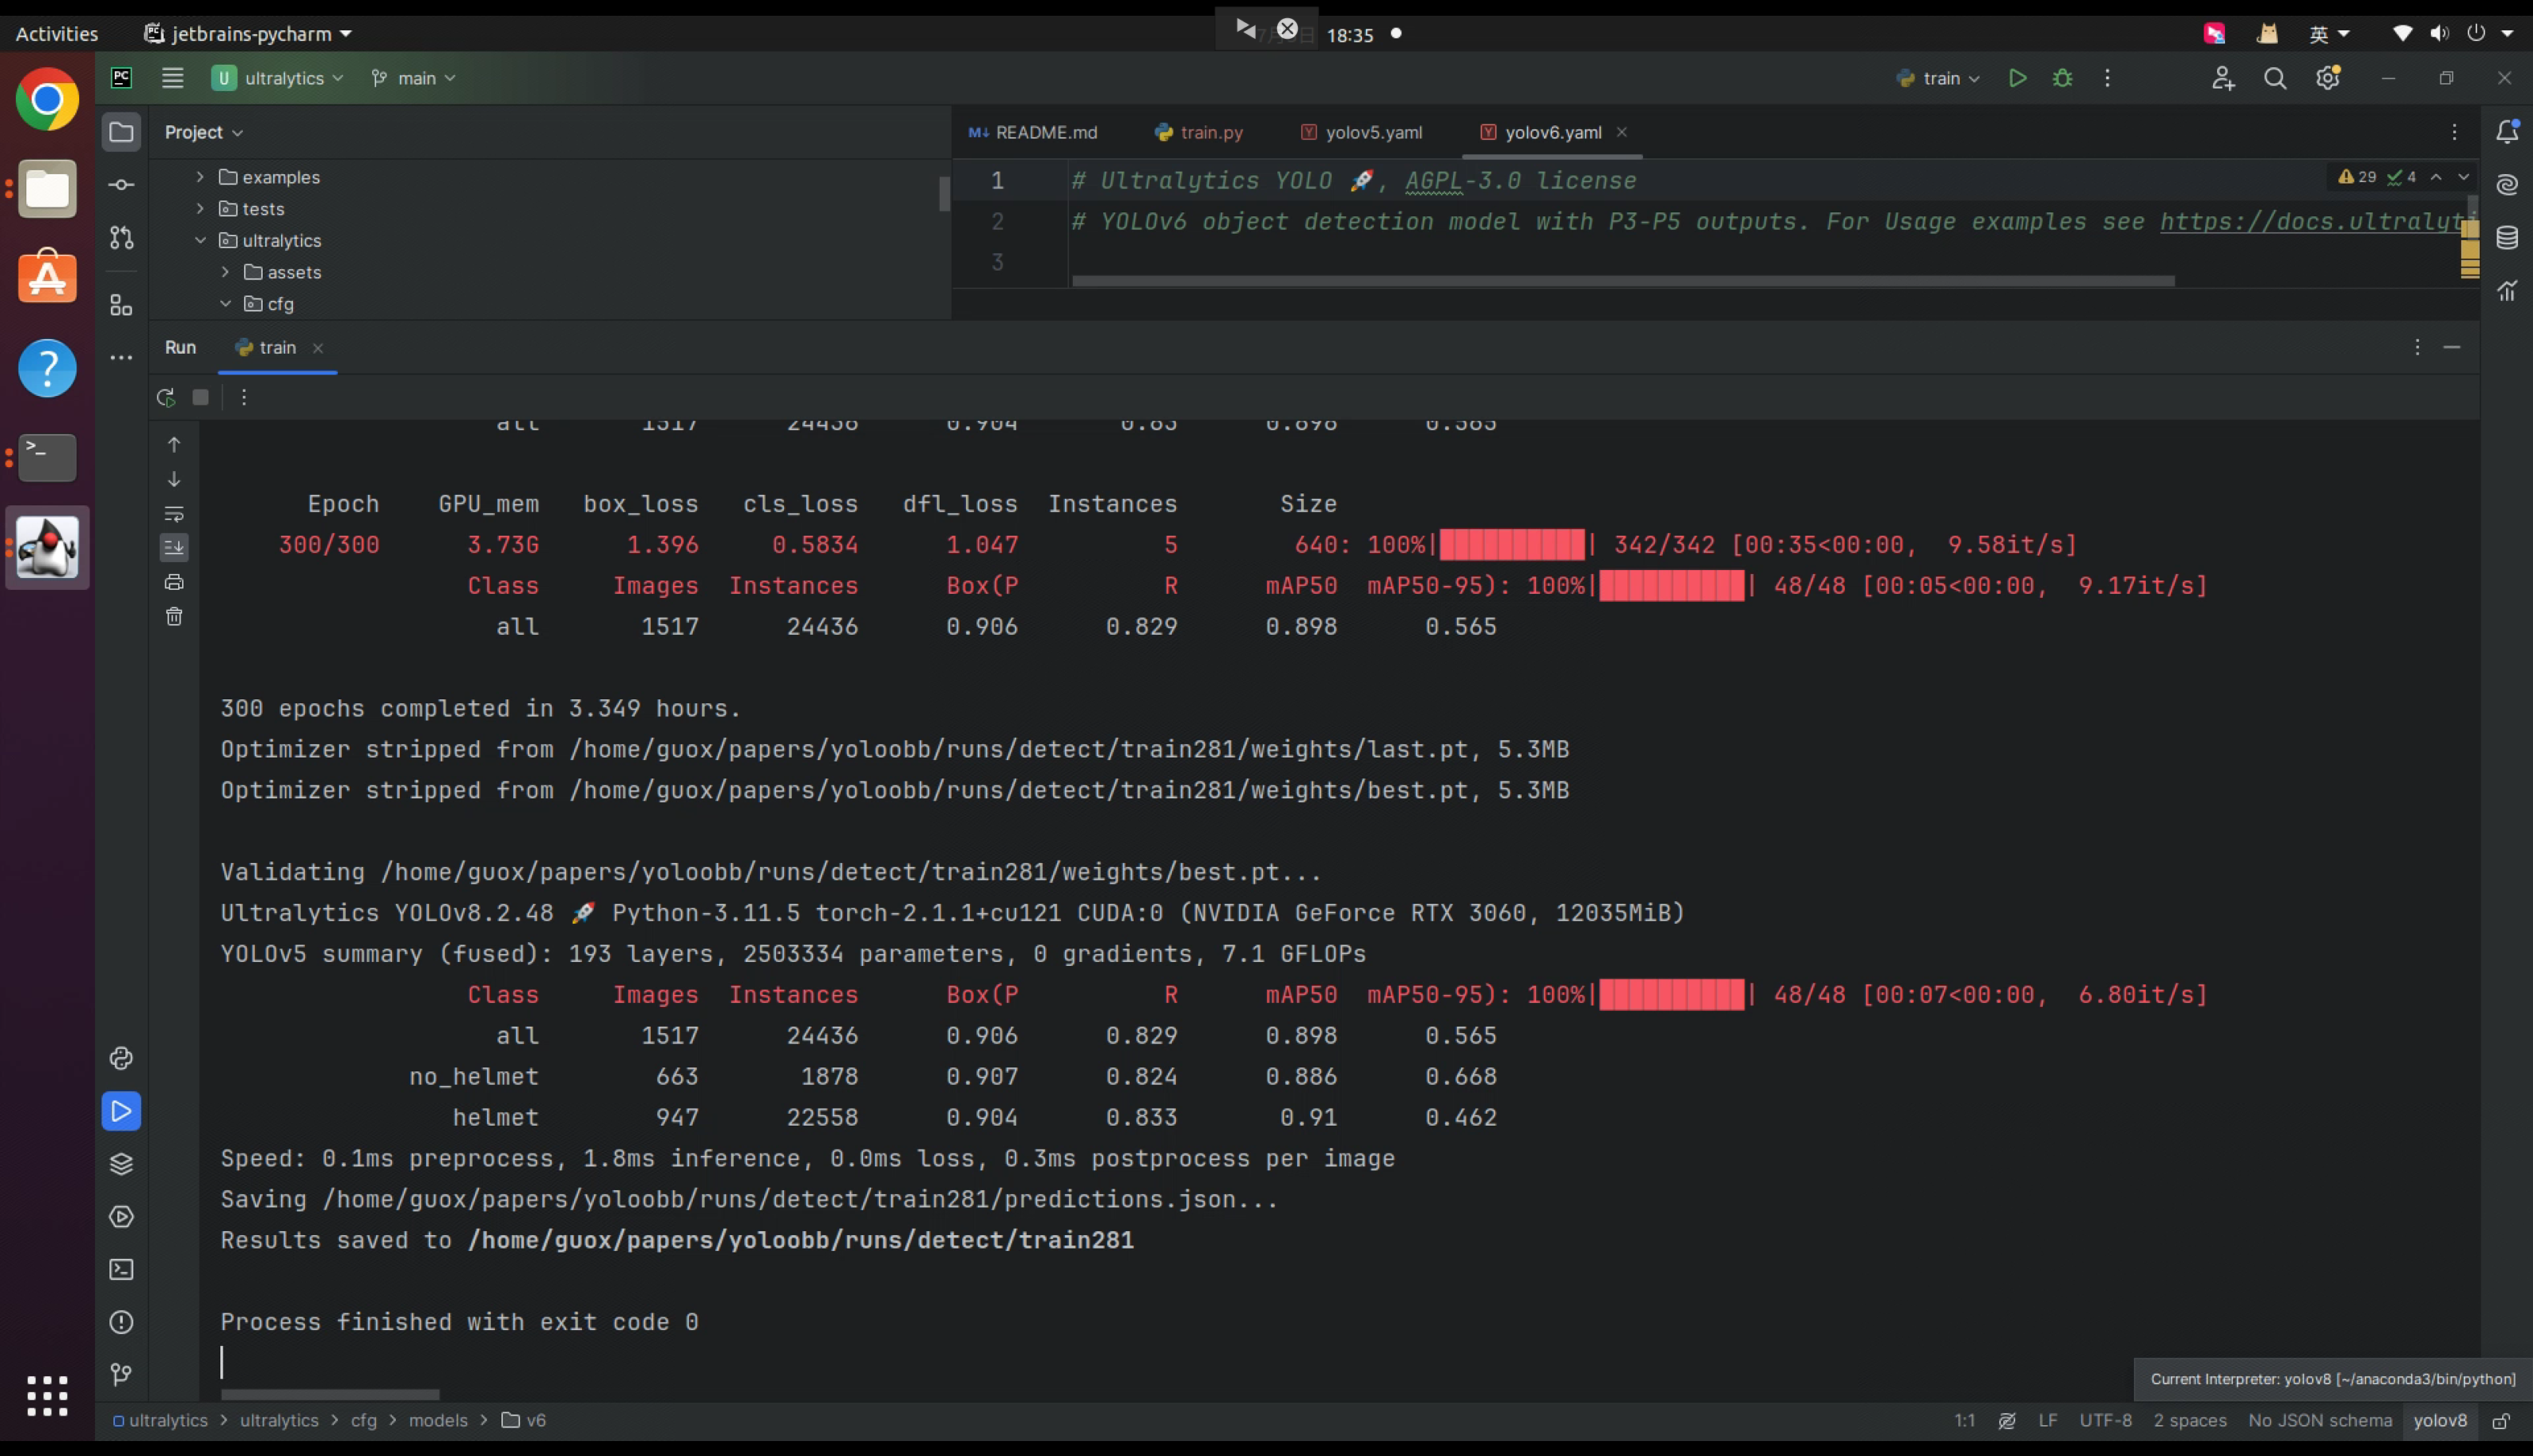 Activities jetbrains-pycharm 18:35 英
PC U ultralytics main train
Project README.md train.py yolov5.yaml yolov6.yaml
examples
tests
ultralytics
assets
cfg
1 # Ultralytics YOLO 🚀, AGPL-3.0 license 29 4
2 # YOLOv6 object detection model with P3-P5 outputs. For Usage examples see https://docs.ultralyti
3
Run train
all 1517 24436 0.904 0.83 0.898 0.565
Epoch GPU_mem box_loss cls_loss dfl_loss Instances Size
300/300 3.73G 1.396 0.5834 1.047 5 640: 100%|██████████| 342/342 [00:35<00:00, 9.58it/s]
Class Images Instances Box(P R mAP50 mAP50-95): 100%|██████████| 48/48 [00:05<00:00, 9.17it/s]
all 1517 24436 0.906 0.829 0.898 0.565
300 epochs completed in 3.349 hours.
Optimizer stripped from /home/guox/papers/yoloobb/runs/detect/train281/weights/last.pt, 5.3MB
Optimizer stripped from /home/guox/papers/yoloobb/runs/detect/train281/weights/best.pt, 5.3MB
Validating /home/guox/papers/yoloobb/runs/detect/train281/weights/best.pt...
Ultralytics YOLOv8.2.48 🚀 Python-3.11.5 torch-2.1.1+cu121 CUDA:0 (NVIDIA GeForce RTX 3060, 12035MiB)
YOLOv5 summary (fused): 193 layers, 2503334 parameters, 0 gradients, 7.1 GFLOPs
Class Images Instances Box(P R mAP50 mAP50-95): 100%|██████████| 48/48 [00:07<00:00, 6.80it/s]
all 1517 24436 0.906 0.829 0.898 0.565
no_helmet 663 1878 0.907 0.824 0.886 0.668
helmet 947 22558 0.904 0.833 0.91 0.462
Speed: 0.1ms preprocess, 1.8ms inference, 0.0ms loss, 0.3ms postprocess per image
Saving /home/guox/papers/yoloobb/runs/detect/train281/predictions.json...
Results saved to /home/guox/papers/yoloobb/runs/detect/train281
Process finished with exit code 0
Current Interpreter: yolov8 [~/anaconda3/bin/python]
ultralytics > ultralytics > cfg > models > v6 1:1 LF UTF-8 2 spaces No JSON schema yolov8